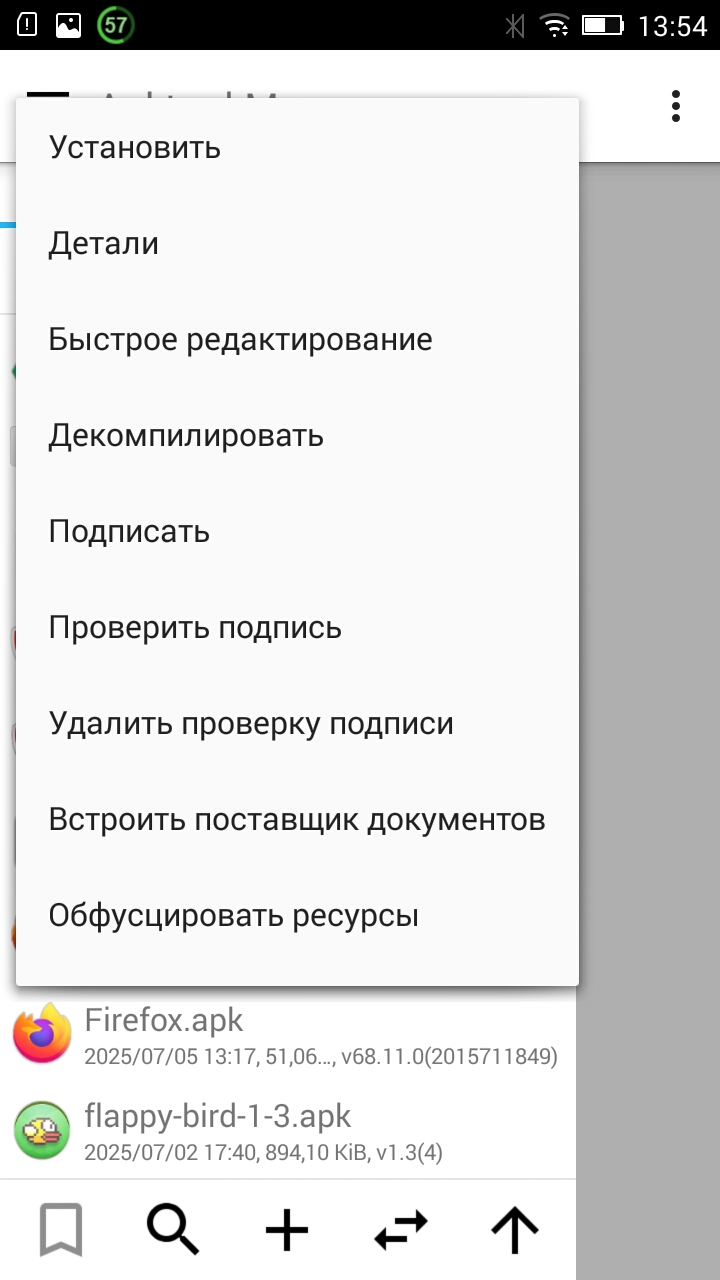 57
13:54
Установить
Детали
Быстрое редактирование
Декомпилировать
Подписать
Проверить подпись
Удалить проверку подписи
Встроить поставщик документов
Обфусцировать ресурсы
Firefox.apk
2025/07/05 13:17, 51,06..., v68.11.0(2015711849)
flappy-bird-1-3.apk
2025/07/02 17:40, 894,10 KiB, v1.3(4)